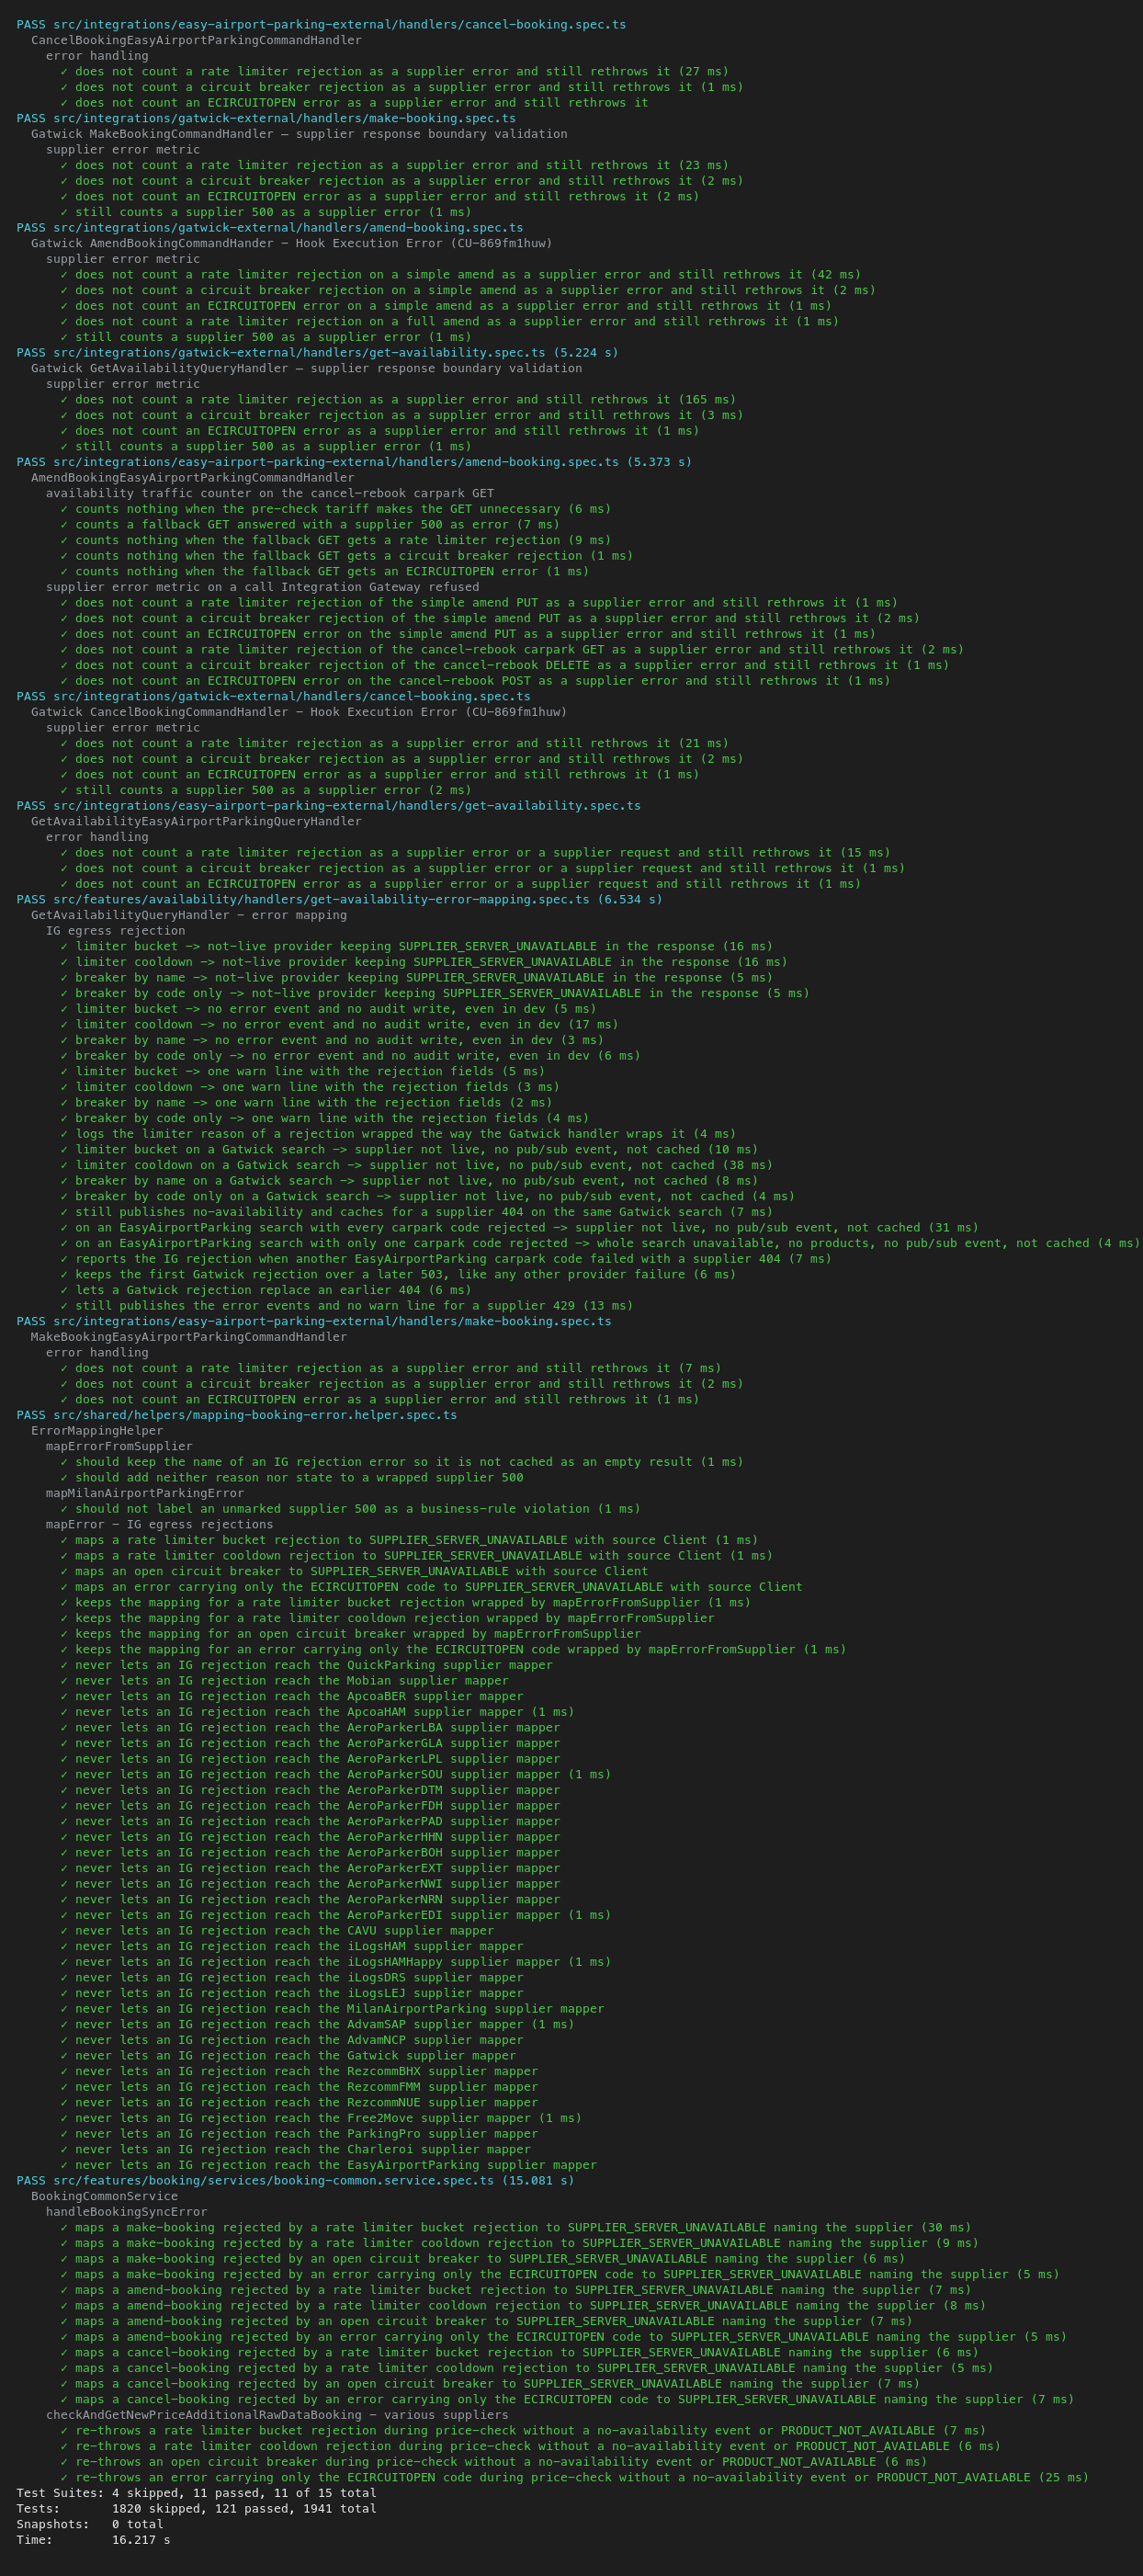 PASS src/integrations/easy-airport-parking-external/handlers/cancel-booking.spec.ts
CancelBookingEasyAirportParkingCommandHandler
error handling
✓ does not count a rate limiter rejection as a supplier error and still rethrows it (27 ms)
✓ does not count a circuit breaker rejection as a supplier error and still rethrows it (1 ms)
✓ does not count an ECIRCUITOPEN error as a supplier error and still rethrows it
PASS src/integrations/gatwick-external/handlers/make-booking.spec.ts
Gatwick MakeBookingCommandHandler — supplier response boundary validation
supplier error metric
✓ does not count a rate limiter rejection as a supplier error and still rethrows it (23 ms)
✓ does not count a circuit breaker rejection as a supplier error and still rethrows it (2 ms)
✓ does not count an ECIRCUITOPEN error as a supplier error and still rethrows it (2 ms)
✓ still counts a supplier 500 as a supplier error (1 ms)
PASS src/integrations/gatwick-external/handlers/amend-booking.spec.ts
Gatwick AmendBookingCommandHander - Hook Execution Error (CU-869fm1huw)
supplier error metric
✓ does not count a rate limiter rejection on a simple amend as a supplier error and still rethrows it (42 ms)
✓ does not count a circuit breaker rejection on a simple amend as a supplier error and still rethrows it (2 ms)
✓ does not count an ECIRCUITOPEN error on a simple amend as a supplier error and still rethrows it (1 ms)
✓ does not count a rate limiter rejection on a full amend as a supplier error and still rethrows it (1 ms)
✓ still counts a supplier 500 as a supplier error (1 ms)
PASS src/integrations/gatwick-external/handlers/get-availability.spec.ts (5.224 s)
Gatwick GetAvailabilityQueryHandler — supplier response boundary validation
supplier error metric
✓ does not count a rate limiter rejection as a supplier error and still rethrows it (165 ms)
✓ does not count a circuit breaker rejection as a supplier error and still rethrows it (3 ms)
✓ does not count an ECIRCUITOPEN error as a supplier error and still rethrows it (1 ms)
✓ still counts a supplier 500 as a supplier error (1 ms)
PASS src/integrations/easy-airport-parking-external/handlers/amend-booking.spec.ts (5.373 s)
AmendBookingEasyAirportParkingCommandHandler
availability traffic counter on the cancel-rebook carpark GET
✓ counts nothing when the pre-check tariff makes the GET unnecessary (6 ms)
✓ counts a fallback GET answered with a supplier 500 as error (7 ms)
✓ counts nothing when the fallback GET gets a rate limiter rejection (9 ms)
✓ counts nothing when the fallback GET gets a circuit breaker rejection (1 ms)
✓ counts nothing when the fallback GET gets an ECIRCUITOPEN error (1 ms)
supplier error metric on a call Integration Gateway refused
✓ does not count a rate limiter rejection of the simple amend PUT as a supplier error and still rethrows it (1 ms)
✓ does not count a circuit breaker rejection of the simple amend PUT as a supplier error and still rethrows it (2 ms)
✓ does not count an ECIRCUITOPEN error on the simple amend PUT as a supplier error and still rethrows it (1 ms)
✓ does not count a rate limiter rejection of the cancel-rebook carpark GET as a supplier error and still rethrows it (2 ms)
✓ does not count a circuit breaker rejection of the cancel-rebook DELETE as a supplier error and still rethrows it (1 ms)
✓ does not count an ECIRCUITOPEN error on the cancel-rebook POST as a supplier error and still rethrows it (1 ms)
PASS src/integrations/gatwick-external/handlers/cancel-booking.spec.ts
Gatwick CancelBookingCommandHandler - Hook Execution Error (CU-869fm1huw)
supplier error metric
✓ does not count a rate limiter rejection as a supplier error and still rethrows it (21 ms)
✓ does not count a circuit breaker rejection as a supplier error and still rethrows it (2 ms)
✓ does not count an ECIRCUITOPEN error as a supplier error and still rethrows it (1 ms)
✓ still counts a supplier 500 as a supplier error (2 ms)
PASS src/integrations/easy-airport-parking-external/handlers/get-availability.spec.ts
GetAvailabilityEasyAirportParkingQueryHandler
error handling
✓ does not count a rate limiter rejection as a supplier error or a supplier request and still rethrows it (15 ms)
✓ does not count a circuit breaker rejection as a supplier error or a supplier request and still rethrows it (1 ms)
✓ does not count an ECIRCUITOPEN error as a supplier error or a supplier request and still rethrows it (1 ms)
PASS src/features/availability/handlers/get-availability-error-mapping.spec.ts (6.534 s)
GetAvailabilityQueryHandler - error mapping
IG egress rejection
✓ limiter bucket -> not-live provider keeping SUPPLIER_SERVER_UNAVAILABLE in the response (16 ms)
✓ limiter cooldown -> not-live provider keeping SUPPLIER_SERVER_UNAVAILABLE in the response (16 ms)
✓ breaker by name -> not-live provider keeping SUPPLIER_SERVER_UNAVAILABLE in the response (5 ms)
✓ breaker by code only -> not-live provider keeping SUPPLIER_SERVER_UNAVAILABLE in the response (5 ms)
✓ limiter bucket -> no error event and no audit write, even in dev (5 ms)
✓ limiter cooldown -> no error event and no audit write, even in dev (17 ms)
✓ breaker by name -> no error event and no audit write, even in dev (3 ms)
✓ breaker by code only -> no error event and no audit write, even in dev (6 ms)
✓ limiter bucket -> one warn line with the rejection fields (5 ms)
✓ limiter cooldown -> one warn line with the rejection fields (3 ms)
✓ breaker by name -> one warn line with the rejection fields (2 ms)
✓ breaker by code only -> one warn line with the rejection fields (4 ms)
✓ logs the limiter reason of a rejection wrapped the way the Gatwick handler wraps it (4 ms)
✓ limiter bucket on a Gatwick search -> supplier not live, no pub/sub event, not cached (10 ms)
✓ limiter cooldown on a Gatwick search -> supplier not live, no pub/sub event, not cached (38 ms)
✓ breaker by name on a Gatwick search -> supplier not live, no pub/sub event, not cached (8 ms)
✓ breaker by code only on a Gatwick search -> supplier not live, no pub/sub event, not cached (4 ms)
✓ still publishes no-availability and caches for a supplier 404 on the same Gatwick search (7 ms)
✓ on an EasyAirportParking search with every carpark code rejected -> supplier not live, no pub/sub event, not cached (31 ms)
✓ on an EasyAirportParking search with only one carpark code rejected -> whole search unavailable, no products, no pub/sub event, not cached (4 ms)
✓ reports the IG rejection when another EasyAirportParking carpark code failed with a supplier 404 (7 ms)
✓ keeps the first Gatwick rejection over a later 503, like any other provider failure (6 ms)
✓ lets a Gatwick rejection replace an earlier 404 (6 ms)
✓ still publishes the error events and no warn line for a supplier 429 (13 ms)
PASS src/integrations/easy-airport-parking-external/handlers/make-booking.spec.ts
MakeBookingEasyAirportParkingCommandHandler
error handling
✓ does not count a rate limiter rejection as a supplier error and still rethrows it (7 ms)
✓ does not count a circuit breaker rejection as a supplier error and still rethrows it (2 ms)
✓ does not count an ECIRCUITOPEN error as a supplier error and still rethrows it (1 ms)
PASS src/shared/helpers/mapping-booking-error.helper.spec.ts
ErrorMappingHelper
mapErrorFromSupplier
✓ should keep the name of an IG rejection error so it is not cached as an empty result (1 ms)
✓ should add neither reason nor state to a wrapped supplier 500
mapMilanAirportParkingError
✓ should not label an unmarked supplier 500 as a business-rule violation (1 ms)
mapError - IG egress rejections
✓ maps a rate limiter bucket rejection to SUPPLIER_SERVER_UNAVAILABLE with source Client (1 ms)
✓ maps a rate limiter cooldown rejection to SUPPLIER_SERVER_UNAVAILABLE with source Client (1 ms)
✓ maps an open circuit breaker to SUPPLIER_SERVER_UNAVAILABLE with source Client
✓ maps an error carrying only the ECIRCUITOPEN code to SUPPLIER_SERVER_UNAVAILABLE with source Client
✓ keeps the mapping for a rate limiter bucket rejection wrapped by mapErrorFromSupplier (1 ms)
✓ keeps the mapping for a rate limiter cooldown rejection wrapped by mapErrorFromSupplier
✓ keeps the mapping for an open circuit breaker wrapped by mapErrorFromSupplier
✓ keeps the mapping for an error carrying only the ECIRCUITOPEN code wrapped by mapErrorFromSupplier (1 ms)
✓ never lets an IG rejection reach the QuickParking supplier mapper
✓ never lets an IG rejection reach the Mobian supplier mapper
✓ never lets an IG rejection reach the ApcoaBER supplier mapper
✓ never lets an IG rejection reach the ApcoaHAM supplier mapper (1 ms)
✓ never lets an IG rejection reach the AeroParkerLBA supplier mapper
✓ never lets an IG rejection reach the AeroParkerGLA supplier mapper
✓ never lets an IG rejection reach the AeroParkerLPL supplier mapper
✓ never lets an IG rejection reach the AeroParkerSOU supplier mapper (1 ms)
✓ never lets an IG rejection reach the AeroParkerDTM supplier mapper
✓ never lets an IG rejection reach the AeroParkerFDH supplier mapper
✓ never lets an IG rejection reach the AeroParkerPAD supplier mapper
✓ never lets an IG rejection reach the AeroParkerHHN supplier mapper
✓ never lets an IG rejection reach the AeroParkerBOH supplier mapper
✓ never lets an IG rejection reach the AeroParkerEXT supplier mapper
✓ never lets an IG rejection reach the AeroParkerNWI supplier mapper
✓ never lets an IG rejection reach the AeroParkerNRN supplier mapper
✓ never lets an IG rejection reach the AeroParkerEDI supplier mapper (1 ms)
✓ never lets an IG rejection reach the CAVU supplier mapper
✓ never lets an IG rejection reach the iLogsHAM supplier mapper
✓ never lets an IG rejection reach the iLogsHAMHappy supplier mapper (1 ms)
✓ never lets an IG rejection reach the iLogsDRS supplier mapper
✓ never lets an IG rejection reach the iLogsLEJ supplier mapper
✓ never lets an IG rejection reach the MilanAirportParking supplier mapper
✓ never lets an IG rejection reach the AdvamSAP supplier mapper (1 ms)
✓ never lets an IG rejection reach the AdvamNCP supplier mapper
✓ never lets an IG rejection reach the Gatwick supplier mapper
✓ never lets an IG rejection reach the RezcommBHX supplier mapper
✓ never lets an IG rejection reach the RezcommFMM supplier mapper
✓ never lets an IG rejection reach the RezcommNUE supplier mapper
✓ never lets an IG rejection reach the Free2Move supplier mapper (1 ms)
✓ never lets an IG rejection reach the ParkingPro supplier mapper
✓ never lets an IG rejection reach the Charleroi supplier mapper
✓ never lets an IG rejection reach the EasyAirportParking supplier mapper
PASS src/features/booking/services/booking-common.service.spec.ts (15.081 s)
BookingCommonService
handleBookingSyncError
✓ maps a make-booking rejected by a rate limiter bucket rejection to SUPPLIER_SERVER_UNAVAILABLE naming the supplier (30 ms)
✓ maps a make-booking rejected by a rate limiter cooldown rejection to SUPPLIER_SERVER_UNAVAILABLE naming the supplier (9 ms)
✓ maps a make-booking rejected by an open circuit breaker to SUPPLIER_SERVER_UNAVAILABLE naming the supplier (6 ms)
✓ maps a make-booking rejected by an error carrying only the ECIRCUITOPEN code to SUPPLIER_SERVER_UNAVAILABLE naming the supplier (5 ms)
✓ maps a amend-booking rejected by a rate limiter bucket rejection to SUPPLIER_SERVER_UNAVAILABLE naming the supplier (7 ms)
✓ maps a amend-booking rejected by a rate limiter cooldown rejection to SUPPLIER_SERVER_UNAVAILABLE naming the supplier (8 ms)
✓ maps a amend-booking rejected by an open circuit breaker to SUPPLIER_SERVER_UNAVAILABLE naming the supplier (7 ms)
✓ maps a amend-booking rejected by an error carrying only the ECIRCUITOPEN code to SUPPLIER_SERVER_UNAVAILABLE naming the supplier (5 ms)
✓ maps a cancel-booking rejected by a rate limiter bucket rejection to SUPPLIER_SERVER_UNAVAILABLE naming the supplier (6 ms)
✓ maps a cancel-booking rejected by a rate limiter cooldown rejection to SUPPLIER_SERVER_UNAVAILABLE naming the supplier (5 ms)
✓ maps a cancel-booking rejected by an open circuit breaker to SUPPLIER_SERVER_UNAVAILABLE naming the supplier (7 ms)
✓ maps a cancel-booking rejected by an error carrying only the ECIRCUITOPEN code to SUPPLIER_SERVER_UNAVAILABLE naming the supplier (7 ms)
checkAndGetNewPriceAdditionalRawDataBooking - various suppliers
✓ re-throws a rate limiter bucket rejection during price-check without a no-availability event or PRODUCT_NOT_AVAILABLE (7 ms)
✓ re-throws a rate limiter cooldown rejection during price-check without a no-availability event or PRODUCT_NOT_AVAILABLE (6 ms)
✓ re-throws an open circuit breaker during price-check without a no-availability event or PRODUCT_NOT_AVAILABLE (6 ms)
✓ re-throws an error carrying only the ECIRCUITOPEN code during price-check without a no-availability event or PRODUCT_NOT_AVAILABLE (25 ms)
Test Suites: 4 skipped, 11 passed, 11 of 15 total
Tests:       1820 skipped, 121 passed, 1941 total
Snapshots:   0 total
Time:        16.217 s